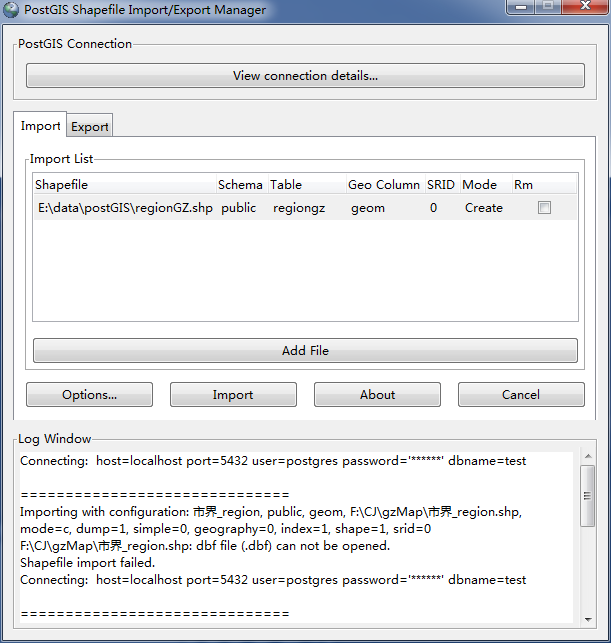 PostGIS Shapefile Import/Export Manager
PostGIS Connection
View connection details...
Import Export
Import List
Shapefile Schema Table Geo Column SRID Mode Rm
E:\data\postGIS\regionGZ.shp public regiongz geom 0 Create
Add File
Options... Import About Cancel
Log Window
Connecting: host=localhost port=5432 user=postgres password='******' dbname=test
==============================
Importing with configuration: 市界_region, public, geom, F:\CJ\gzMap\市界_region.shp,
mode=c, dump=1, simple=0, geography=0, index=1, shape=1, srid=0
F:\CJ\gzMap\市界_region.shp: dbf file (.dbf) can not be opened.
Shapefile import failed.
Connecting: host=localhost port=5432 user=postgres password='******' dbname=test
==============================